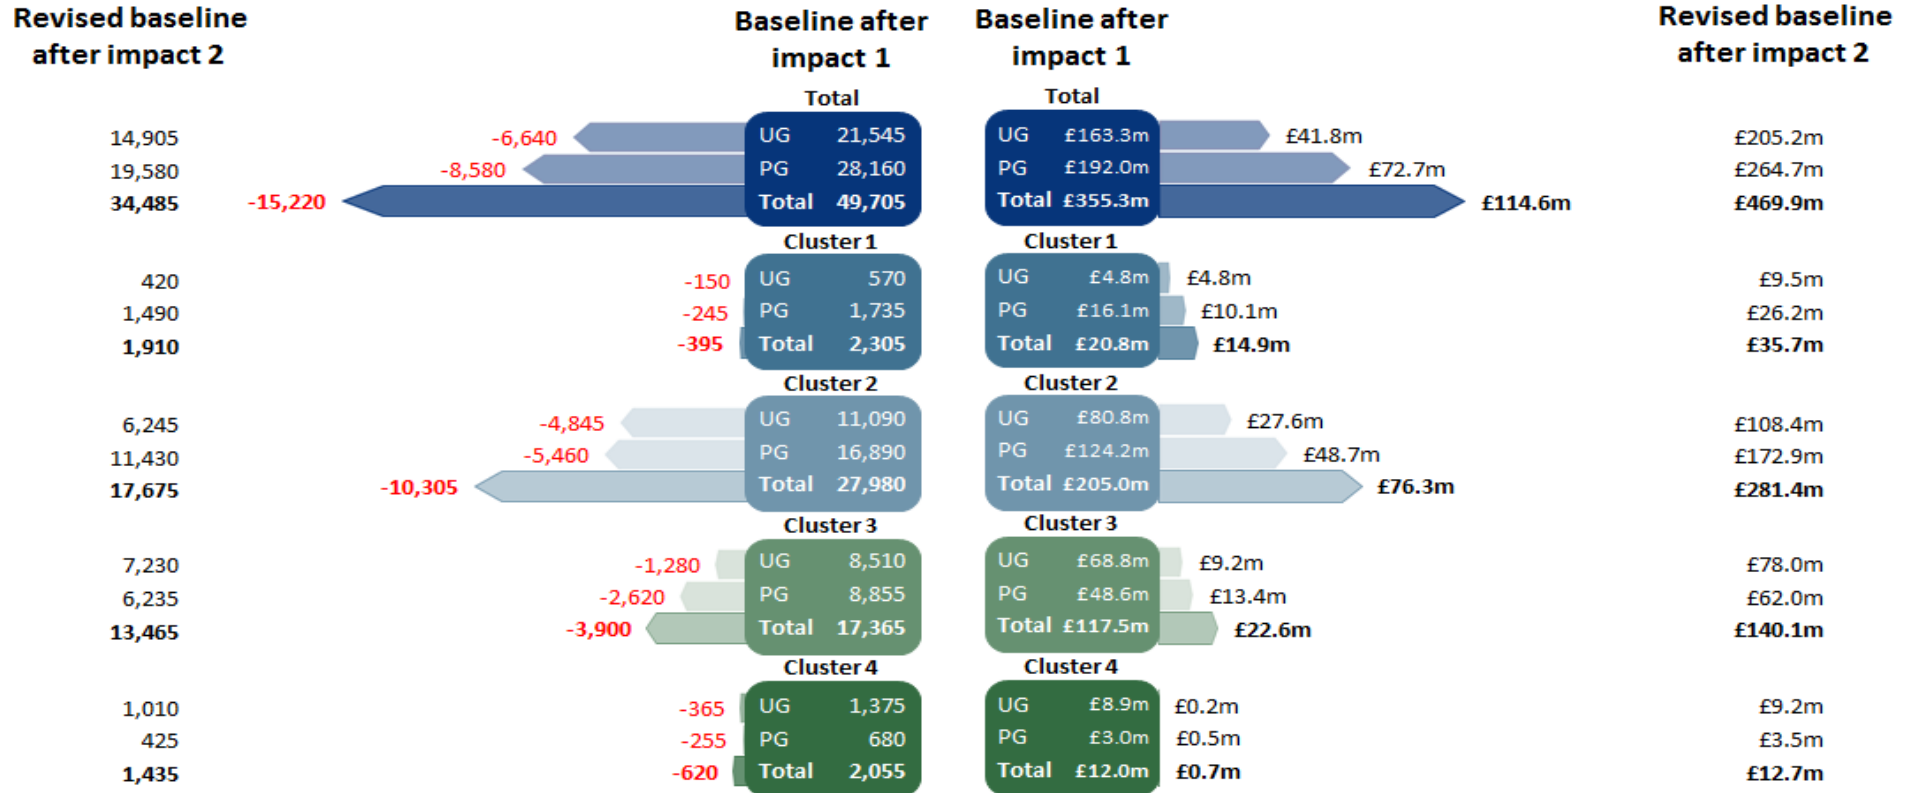 Revised baseline after impact 2
Baseline after impact 1
Baseline after impact 1
Revised baseline after impact 2
Total Total
14,905 -6,640 UG 21,545 UG £163.3m £41.8m £205.2m
19,580 -8,580 PG 28,160 PG £192.0m £72.7m £264.7m
34,485 -15,220 Total 49,705 Total £355.3m £114.6m £469.9m
Cluster 1 Cluster 1
420 -150 UG 570 UG £4.8m £4.8m £9.5m
1,490 -245 PG 1,735 PG £16.1m £10.1m £26.2m
1,910 -395 Total 2,305 Total £20.8m £14.9m £35.7m
Cluster 2 Cluster 2
6,245 -4,845 UG 11,090 UG £80.8m £27.6m £108.4m
11,430 -5,460 PG 16,890 PG £124.2m £48.7m £172.9m
17,675 -10,305 Total 27,980 Total £205.0m £76.3m £281.4m
Cluster 3 Cluster 3
7,230 -1,280 UG 8,510 UG £68.8m £9.2m £78.0m
6,235 -2,620 PG 8,855 PG £48.6m £13.4m £62.0m
13,465 -3,900 Total 17,365 Total £117.5m £22.6m £140.1m
Cluster 4 Cluster 4
1,010 -365 UG 1,375 UG £8.9m £0.2m £9.2m
425 -255 PG 680 PG £3.0m £0.5m £3.5m
1,435 -620 Total 2,055 Total £12.0m £0.7m £12.7m